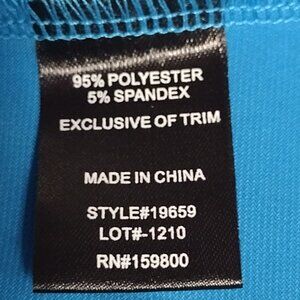 95% POLYESTER
5% SPANDEX
EXCLUSIVE OF TRIM
MADE IN CHINA
STYLE#19659
LOT#-1210
RN#159800